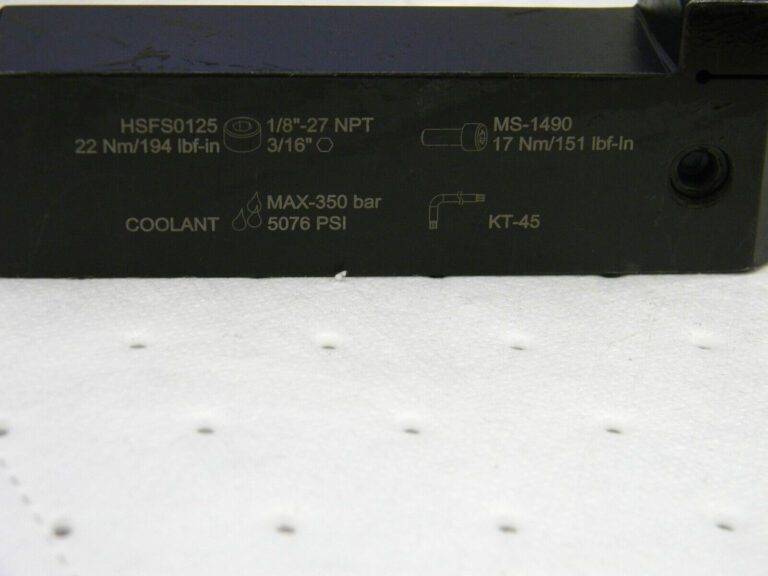 HSFS0125 1/8"-27 NPT
22 Nm/194 lbf-in 3/16"
MS-1490
17 Nm/151 lbf-In
COOLANT
MAX-350 bar
5076 PSI
KT-45